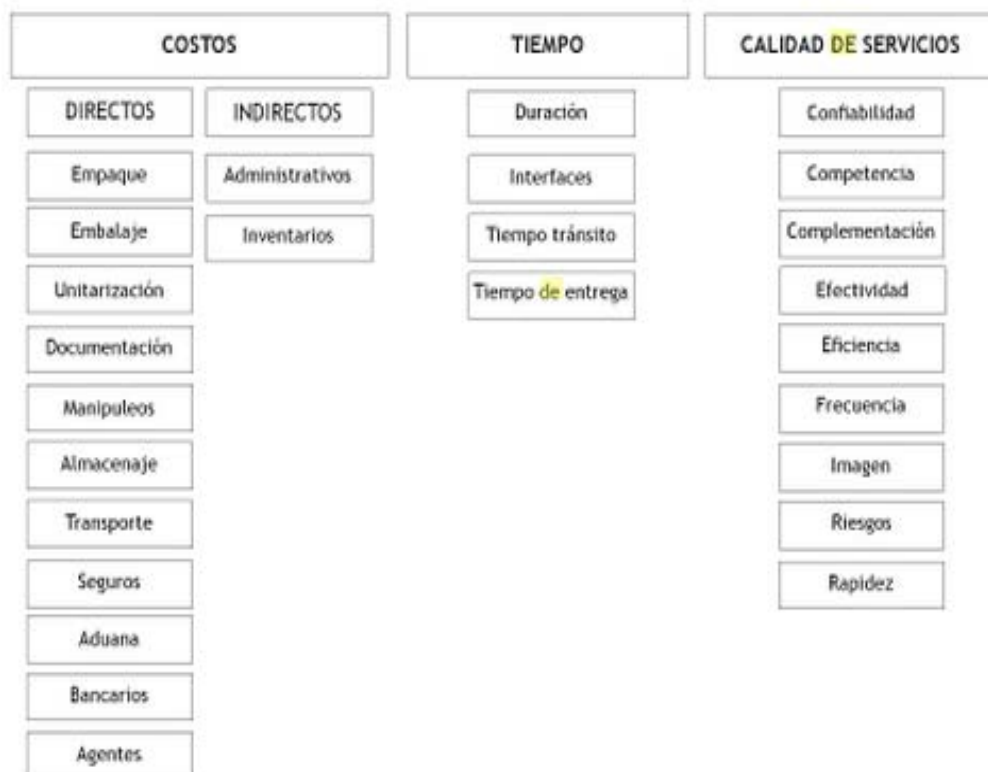 COSTOS
TIEMPO
CALIDAD DE SERVICIOS
DIRECTOS
INDIRECTOS
Duración
Confiabilidad
Empaque
Administrativos
Interfaces
Competencia
Embalaje
Inventarios
Tiempo tránsito
Complementación
Unitarización
Tiempo de entrega
Efectividad
Documentación
Eficiencia
Manipuleos
Frecuencia
Almacenaje
Imagen
Transporte
Riesgos
Seguros
Rapidez
Aduana
Bancarios
Agentes